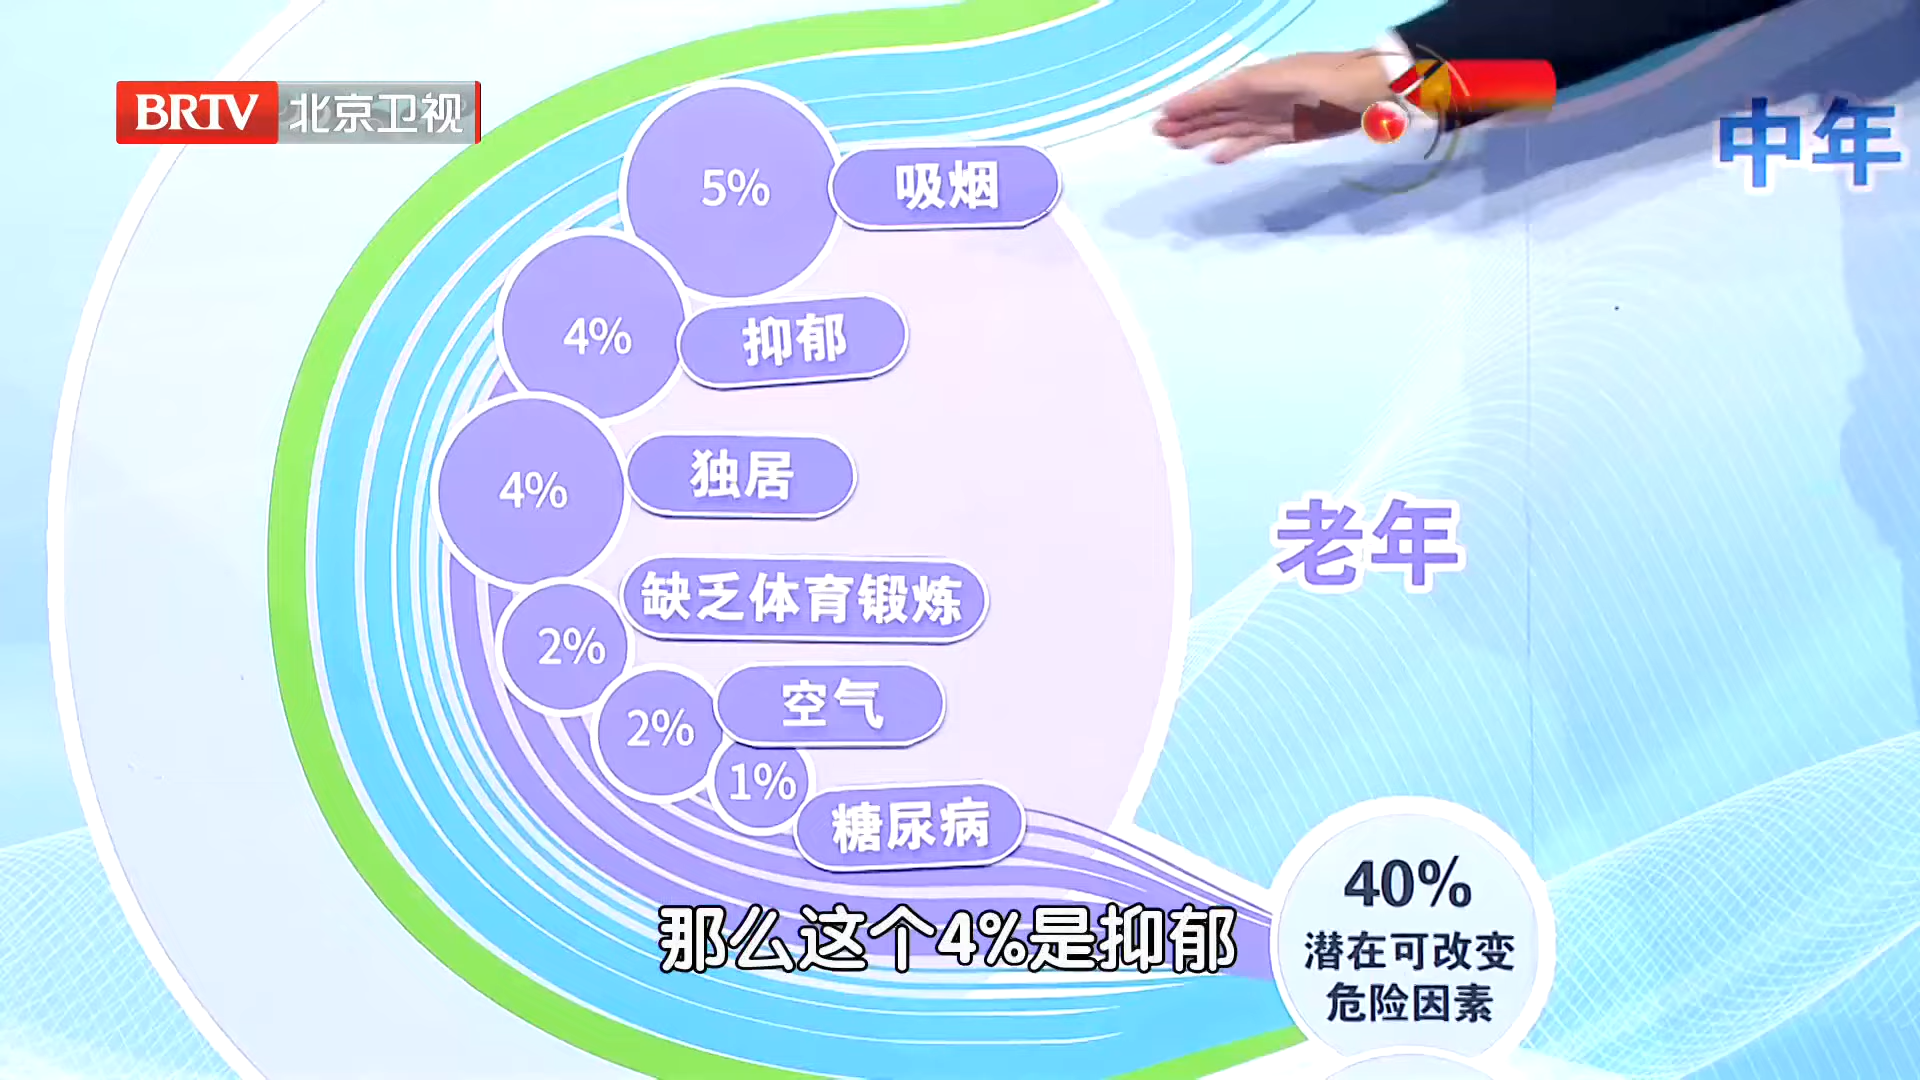 BRTV 北京卫视
中年
5% 吸烟
4% 抑郁
4% 独居
老年
2% 缺乏体育锻炼
2% 空气
1% 糖尿病
40%
潜在可改变
危险因素
那么这个4%是抑郁